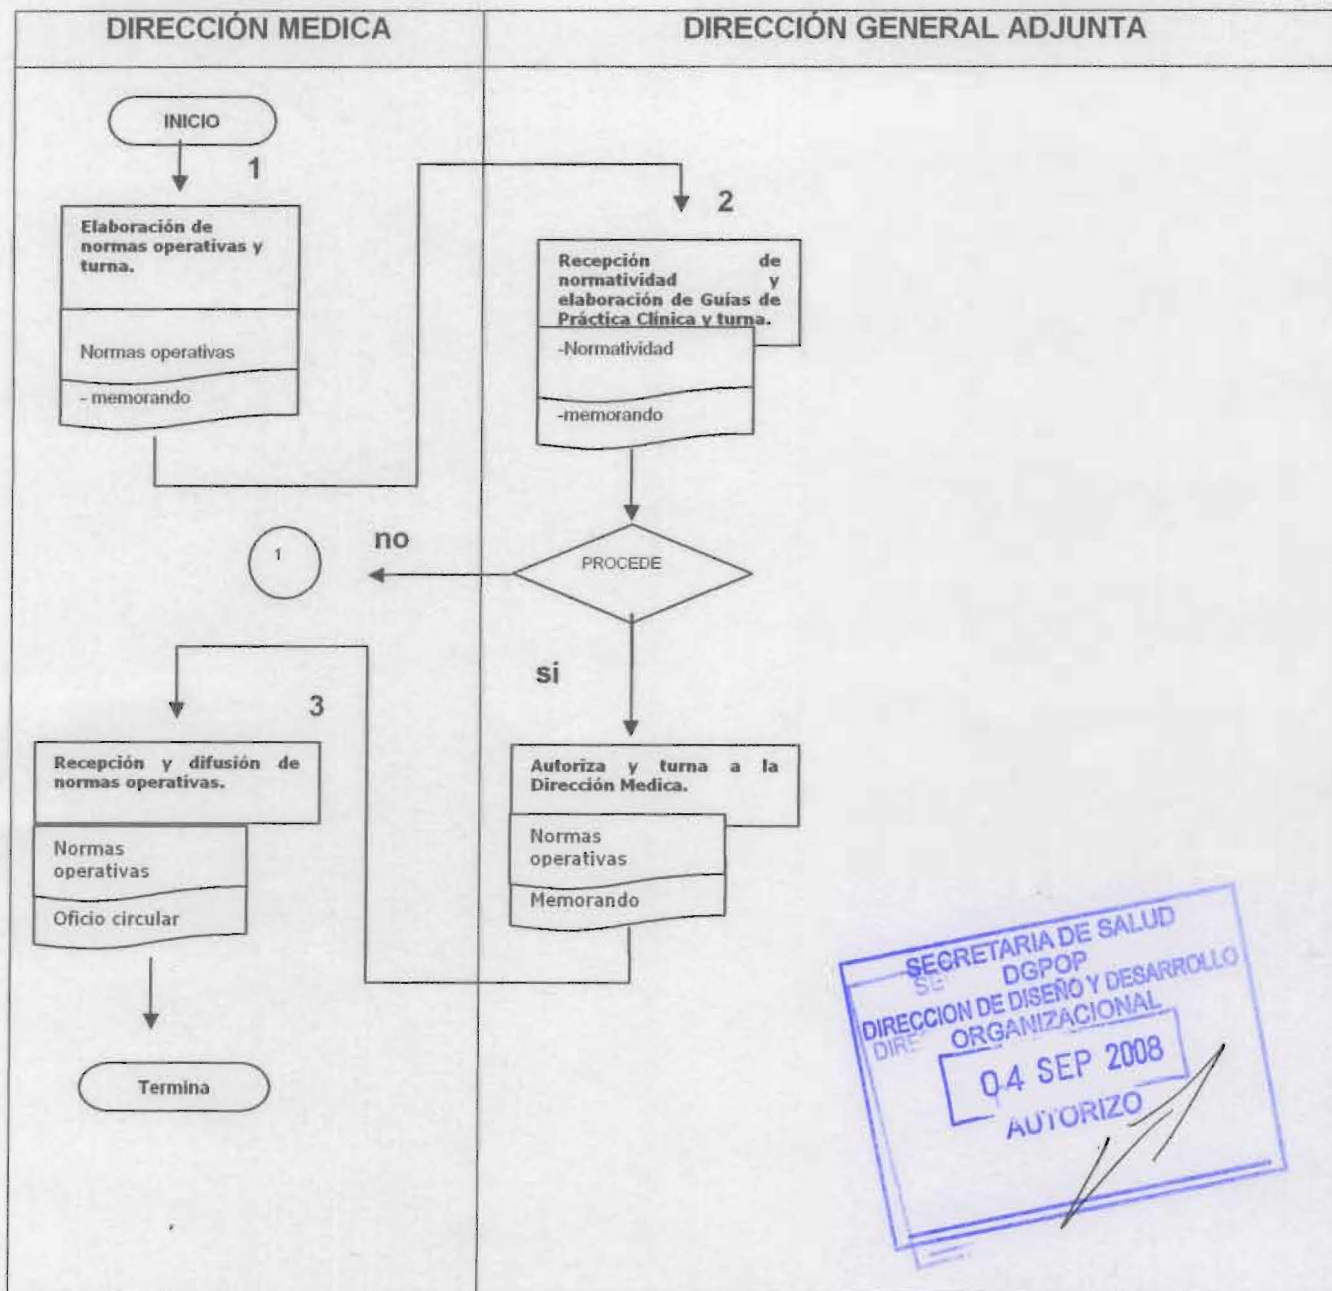 DIRECCIÓN MEDICA
DIRECCIÓN GENERAL ADJUNTA
INICIO
1
Elaboración de
normas operativas y
turna.
Normas operativas
- memorando
2
Recepción de
normatividad y
elaboración de Guías de
Práctica Clínica y turna.
-Normatividad
-memorando
PROCEDE
no
1
si
Autoriza y turna a la
Dirección Medica.
Normas
operativas
Memorando
3
Recepción y difusión de
normas operativas.
Normas
operativas
Oficio circular
Termina
SECRETARIA DE SALUD
DGPOP
DIRECCION DE DISEÑO Y DESARROLLO
ORGANIZACIONAL
04 SEP 2008
AUTORIZO